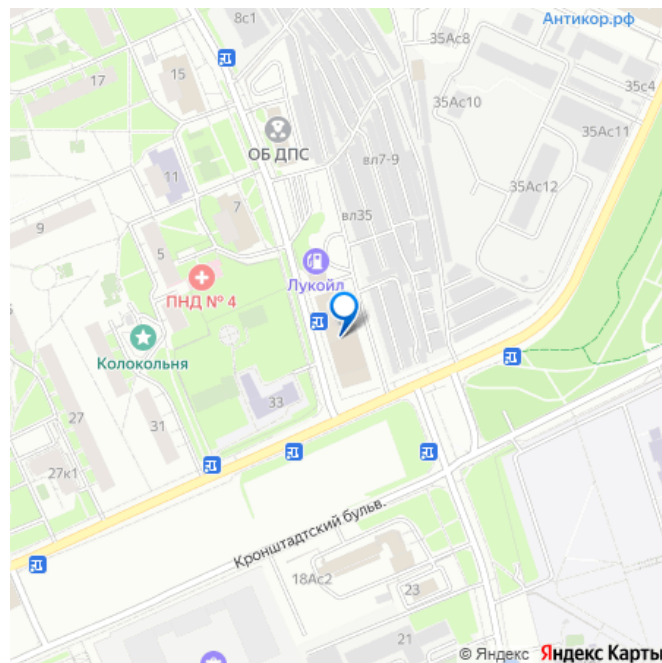 8с1
35Ас8
Антикор.рф
17
15
35с4
35Ас10
ОБ ДПС
35Ас11
вл7-9
11
35Ас12
7
вл35
9
5
Лукойл
ПНД № 4
Колокольня
33
27
31
27к1
Кронштадтский бульв.
18Ас2
23
21
© Яндекс Яндекс Карты